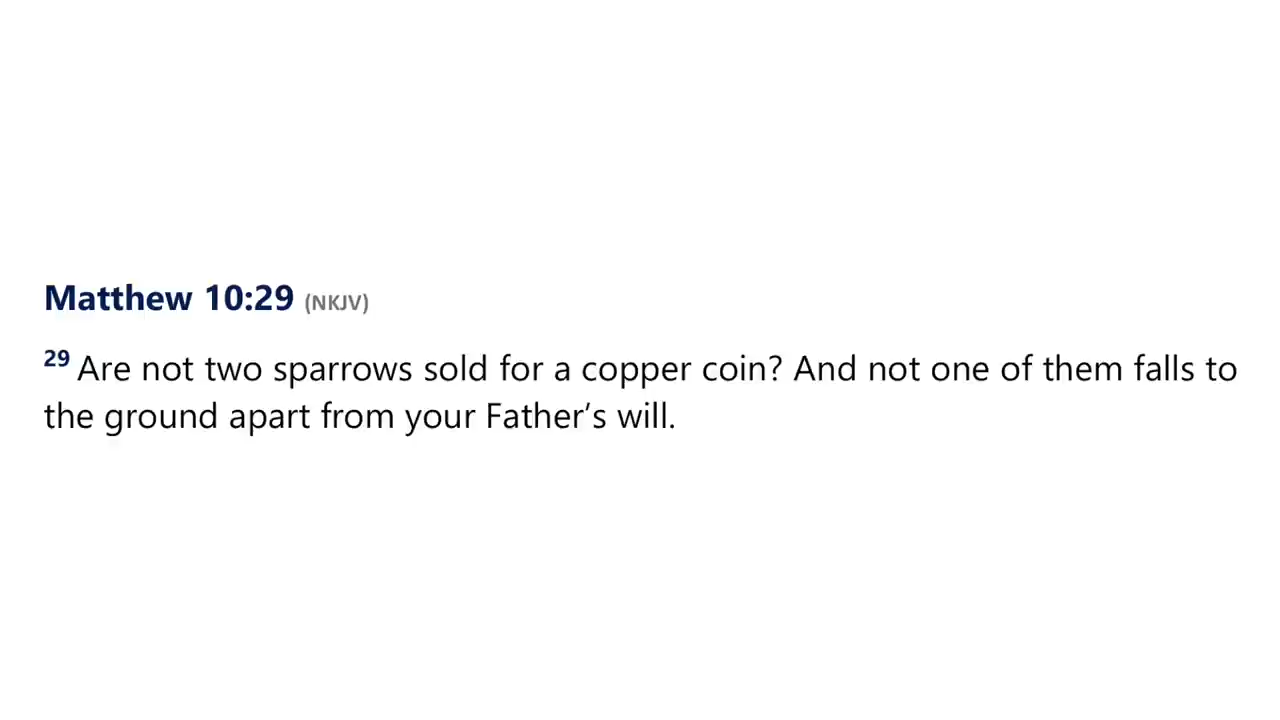 Matthew 10:29 (NKJV)
29 Are not two sparrows sold for a copper coin? And not one of them falls to
the ground apart from your Father’s will.